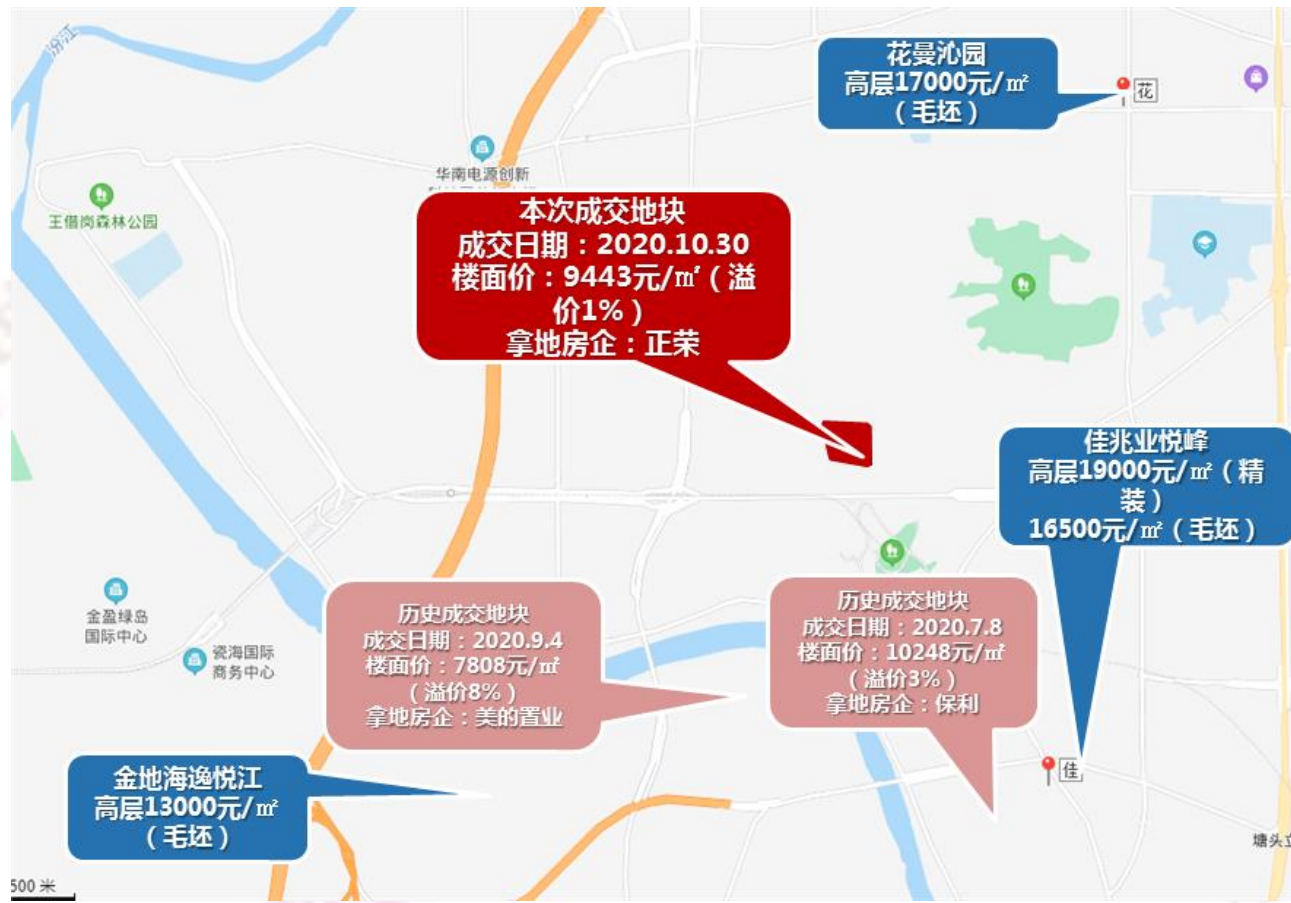 汾江
花曼沁园
高层17000元/㎡
（毛坯）
花
华南电源创新
王借岗森林公园
本次成交地块
成交日期：2020.10.30
楼面价：9443元/㎡（溢
价1%）
拿地房企：正荣
佳兆业悦峰
高层19000元/㎡（精
装）
16500元/㎡（毛坯）
金盈绿岛
国际中心
瓷海国际
商务中心
历史成交地块
成交日期：2020.9.4
楼面价：7808元/㎡
（溢价8%）
拿地房企：美的置业
历史成交地块
成交日期：2020.7.8
楼面价：10248元/㎡
（溢价3%）
拿地房企：保利
佳
金地海逸悦江
高层13000元/㎡
（毛坯）
塘头立
500 米